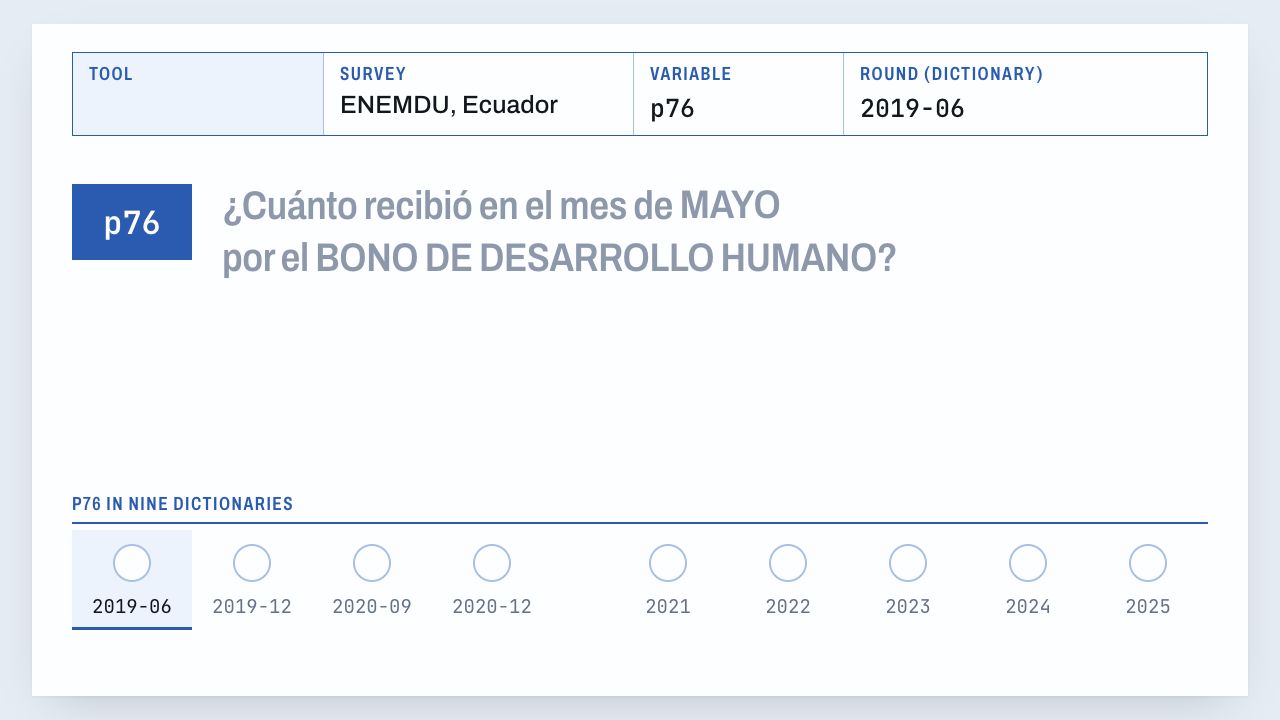 TOOL
SURVEY
ENEMDU, Ecuador
VARIABLE
p76
ROUND (DICTIONARY)
2019-06
p76
¿Cuánto recibió en el mes de MAYO
por el BONO DE DESARROLLO HUMANO?
P76 IN NINE DICTIONARIES
2019-06
2019-12
2020-09
2020-12
2021
2022
2023
2024
2025